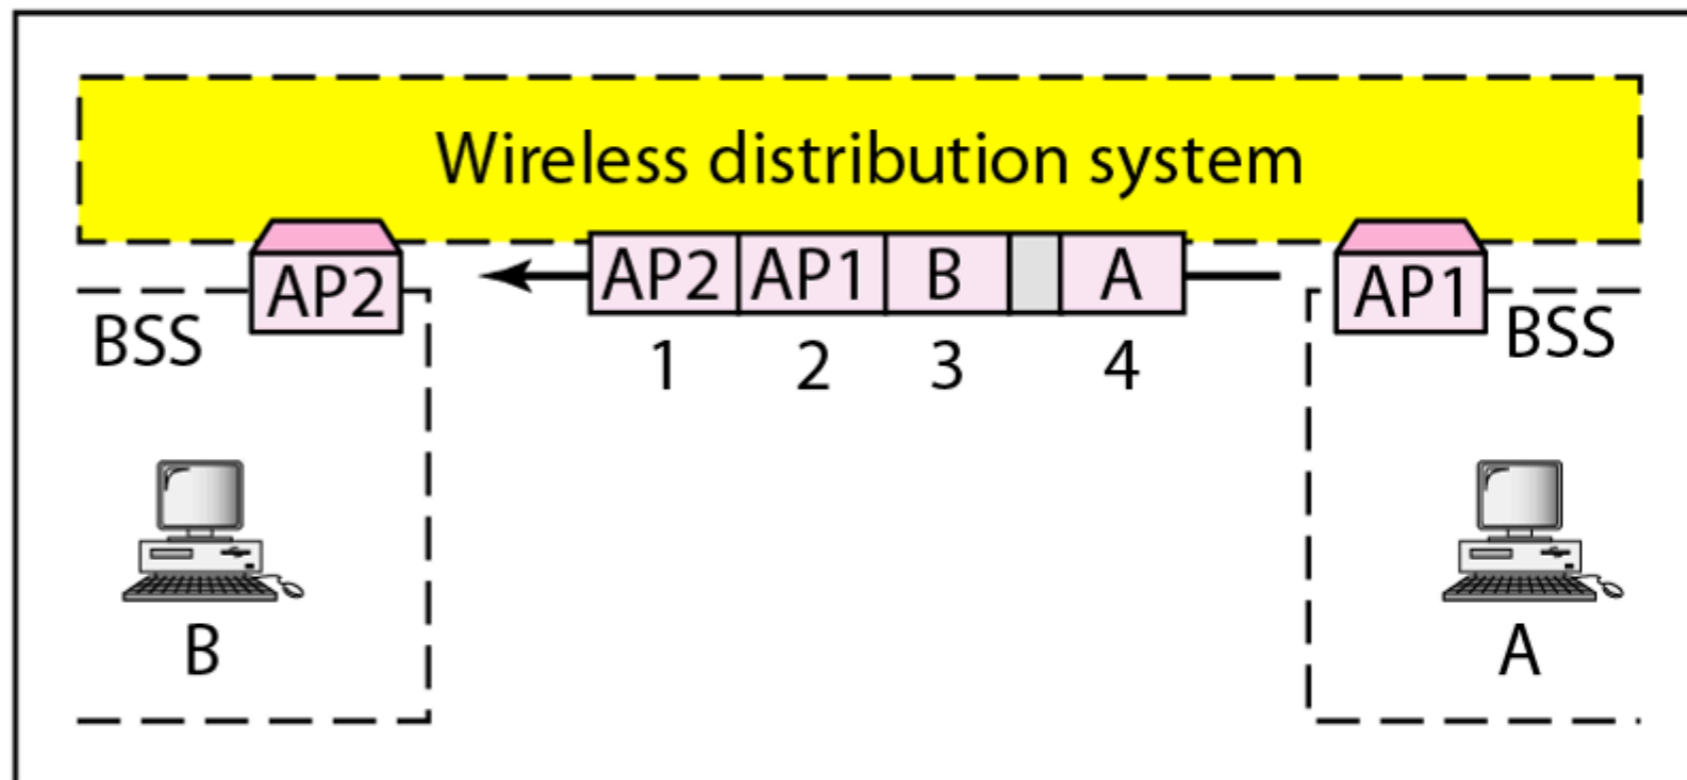 Wireless distribution system
AP2 AP1 B A
AP2
AP1
BSS
BSS
1 2 3 4
B
A